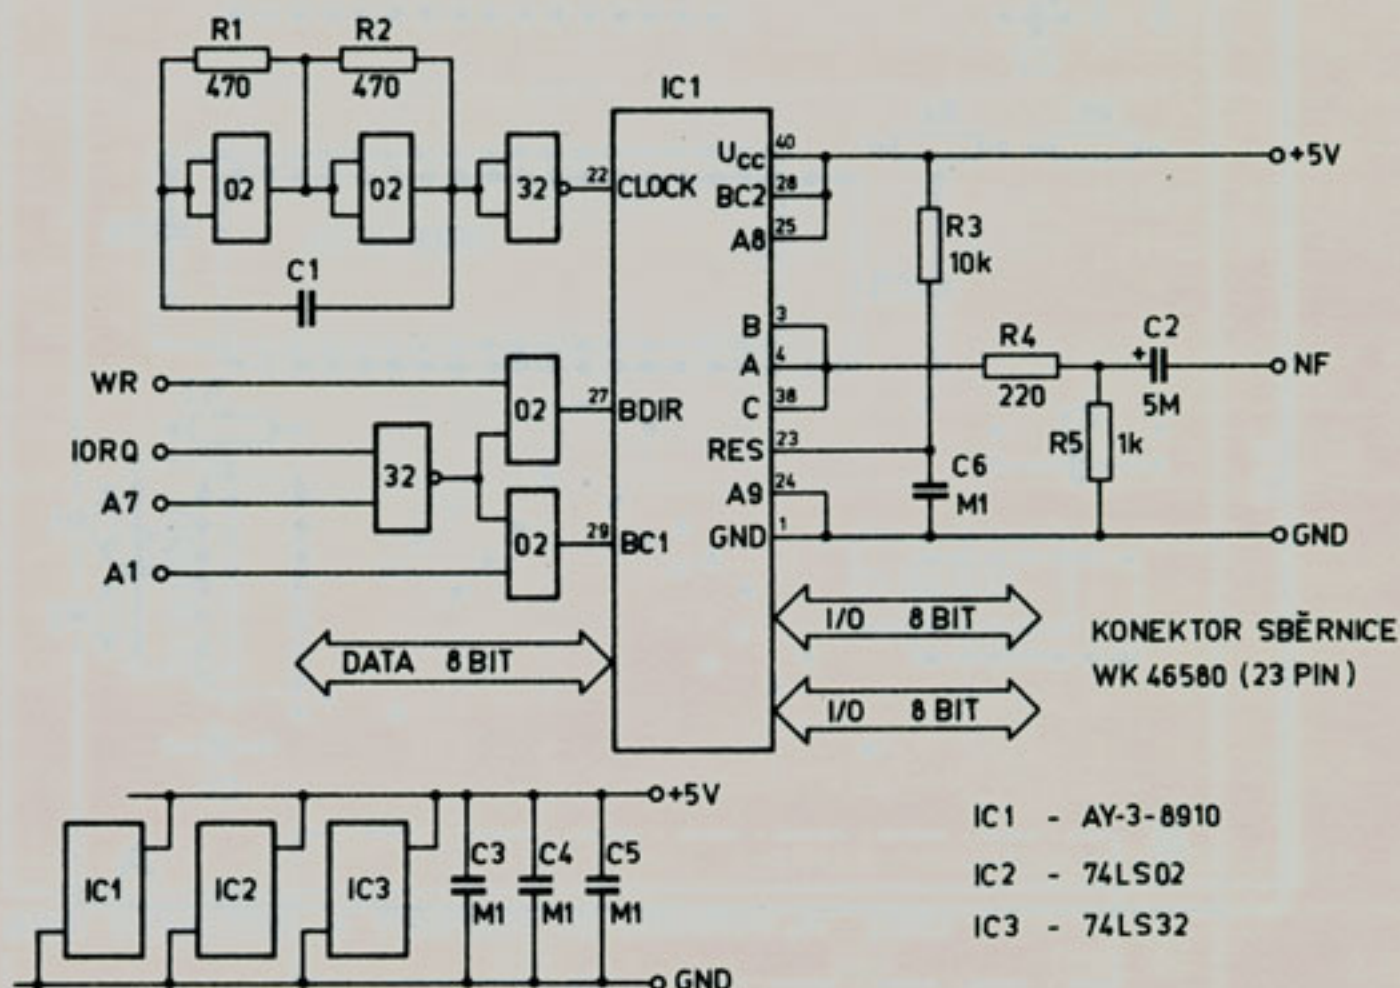 R1
R2
470
470
02
02
32
C1
IC1
22
CLOCK
U_CC
40
BC2
28
A8
25
+5V
R3
10k
B
3
A
4
C
38
R4
220
C2
+
5M
NF
WR
02
27
BDIR
IORQ
32
A7
02
29
BC1
A1
RES
23
C6
M1
R5
1k
A9
24
GND
1
GND
DATA 8 BIT
I/O 8 BIT
I/O 8 BIT
KONEKTOR SBĚRNICE
WK 46580 (23 PIN)
+5V
IC1
IC2
IC3
C3
C4
C5
M1
M1
M1
GND
IC1 - AY-3-8910
IC2 - 74LS02
IC3 - 74LS32